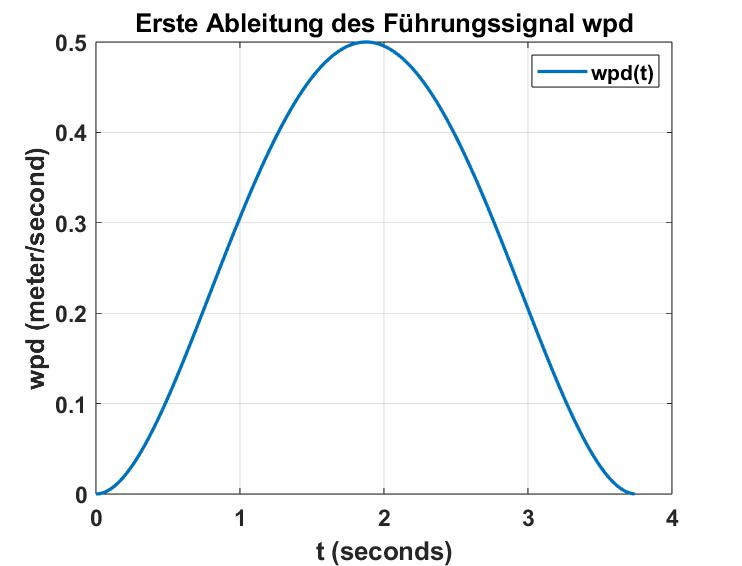 Erste Ableitung des Führungssignal wpd
wpd(t)
wpd (meter/second)
0.5
0.4
0.3
0.2
0.1
0
0 1 2 3 4
t (seconds)